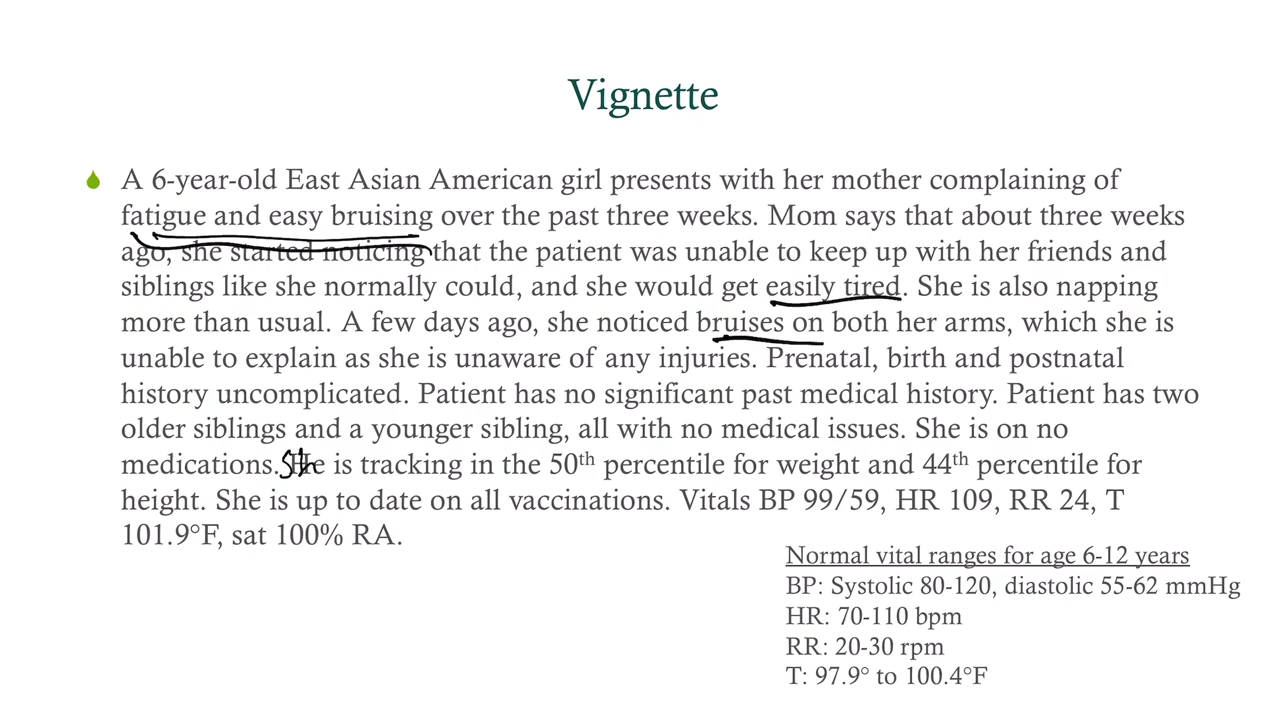 Vignette
A 6-year-old East Asian American girl presents with her mother complaining of
fatigue and easy bruising over the past three weeks. Mom says that about three weeks
ago, she started noticing that the patient was unable to keep up with her friends and
siblings like she normally could, and she would get easily tired. She is also napping
more than usual. A few days ago, she noticed bruises on both her arms, which she is
unable to explain as she is unaware of any injuries. Prenatal, birth and postnatal
history uncomplicated. Patient has no significant past medical history. Patient has two
older siblings and a younger sibling, all with no medical issues. She is on no
medications. She is tracking in the 50th percentile for weight and 44th percentile for
height. She is up to date on all vaccinations. Vitals BP 99/59, HR 109, RR 24, T
101.9°F, sat 100% RA.
Normal vital ranges for age 6-12 years
BP: Systolic 80-120, diastolic 55-62 mmHg
HR: 70-110 bpm
RR: 20-30 rpm
T: 97.9° to 100.4°F